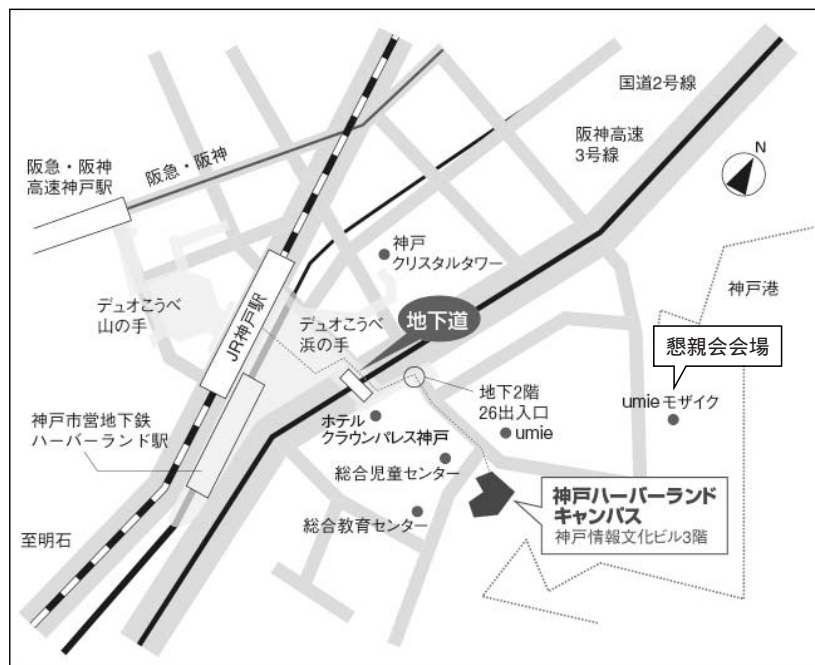 国道2号線
阪神高速
3号線
N
阪急・阪神
高速神戸駅
阪急・阪神
神戸
クリスタルタワー
神戸港
デュオこうべ
山の手
JR神戸駅
デュオこうべ
浜の手
地下道
懇親会会場
umieモザイク
地下2階
26出入口
umie
神戸市営地下鉄
ハーバーランド駅
ホテル
クラウンパレス神戸
総合児童センター
総合教育センター
神戸ハーバーランド
キャンパス
神戸情報文化ビル3階
至明石